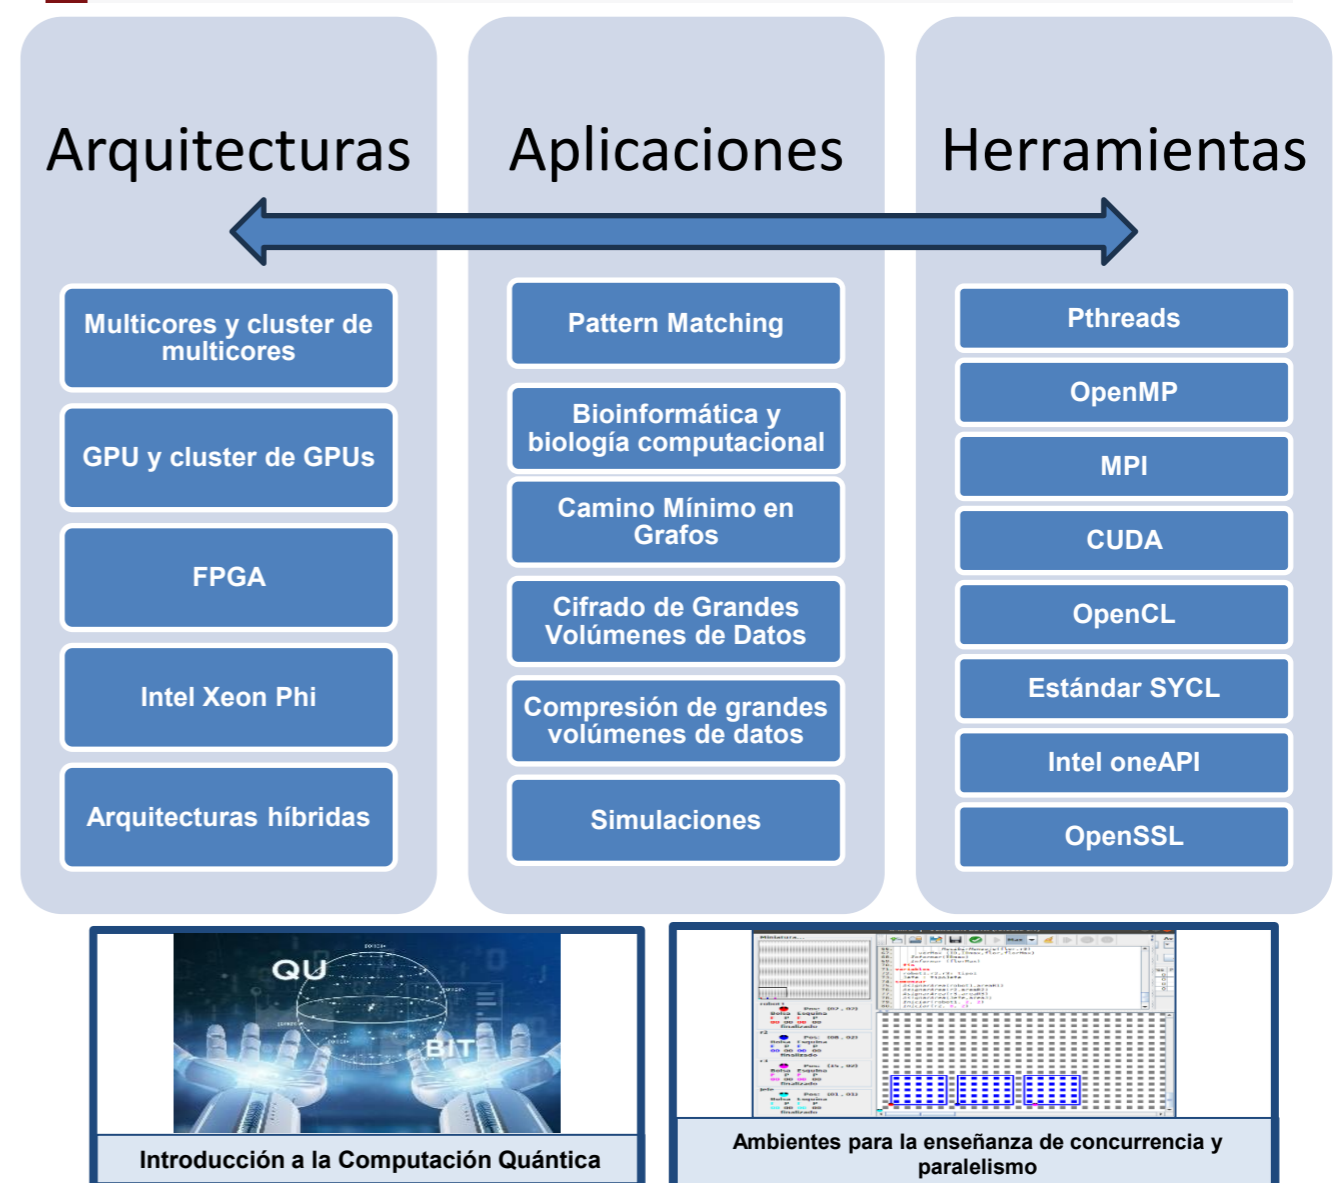 Arquitecturas
Multicores y cluster de
multicores
GPU y cluster de GPUs
FPGA
Intel Xeon Phi
Arquitecturas híbridas
Aplicaciones
Pattern Matching
Bioinformática y
biología computacional
Camino Mínimo en
Grafos
Cifrado de Grandes
Volúmenes de Datos
Compresión de grandes
volúmenes de datos
Simulaciones
Herramientas
Pthreads
OpenMP
MPI
CUDA
OpenCL
Estándar SYCL
Intel oneAPI
OpenSSL
QU
BIT
Introducción a la Computación Quántica
Ambientes para la enseñanza de concurrencia y
paralelismo